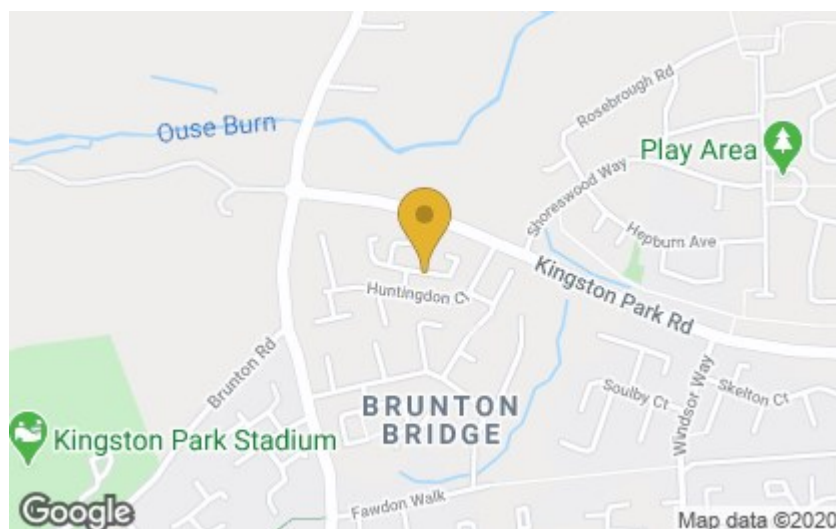 Ouse Burn
Rosebrough Rd
Play Area
Shoreswood Way
Hepburn Ave
Kingston Park Rd
Huntingdon Ct
Brunton Rd
BRUNTON
BRIDGE
Soulby Ct
Windsor Way
Skelton Ct
Kingston Park Stadium
Fawdon Walk
Google
Map data ©2020